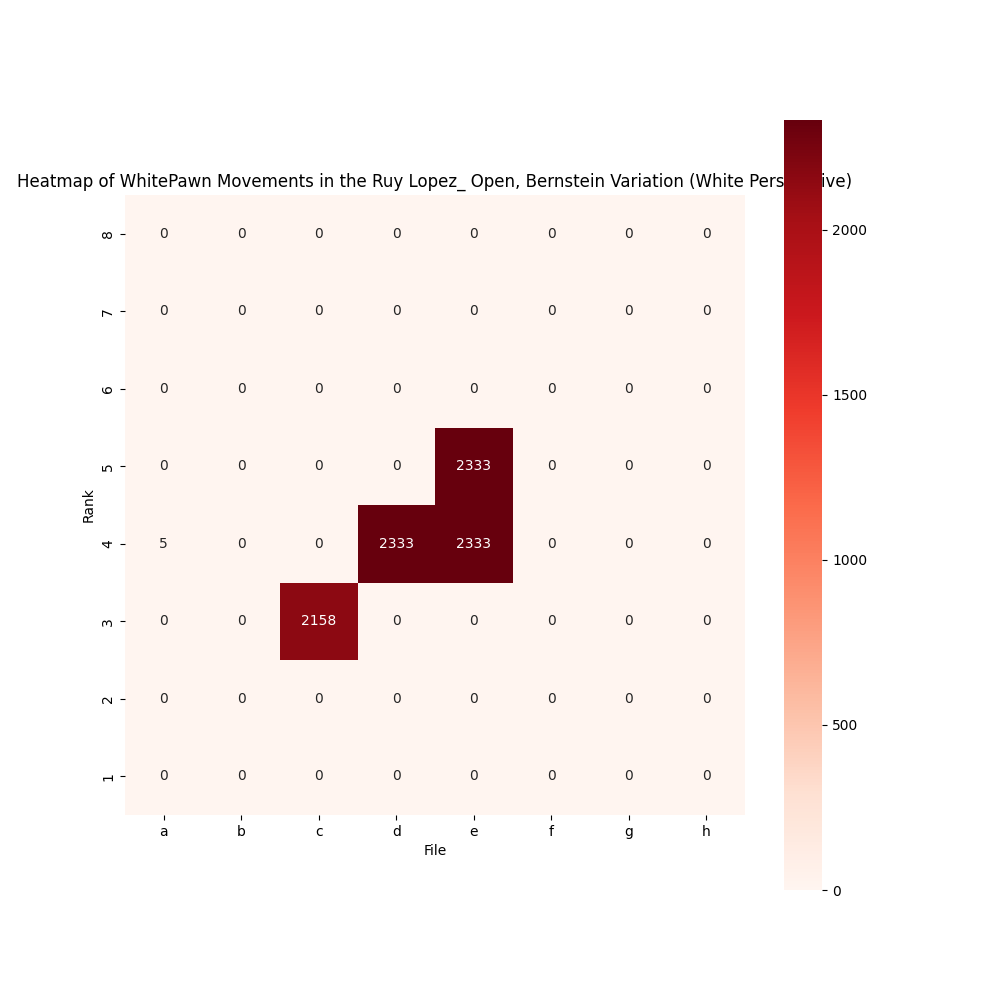 Heatmap of WhitePawn Movements in the Ruy Lopez_ Open, Bernstein Variation (White Pers ive)
8 0 0 0 0 0 0 0 0
2000
7 0 0 0 0 0 0 0 0
6 0 0 0 0 0 0 0 0
1500
5 0 0 0 0 2333 0 0 0
Rank
4 5 0 0 2333 2333 0 0 0
1000
3 0 0 2158 0 0 0 0 0
2 0 0 0 0 0 0 0 0
500
1 0 0 0 0 0 0 0 0
a b c d e f g h
File
0